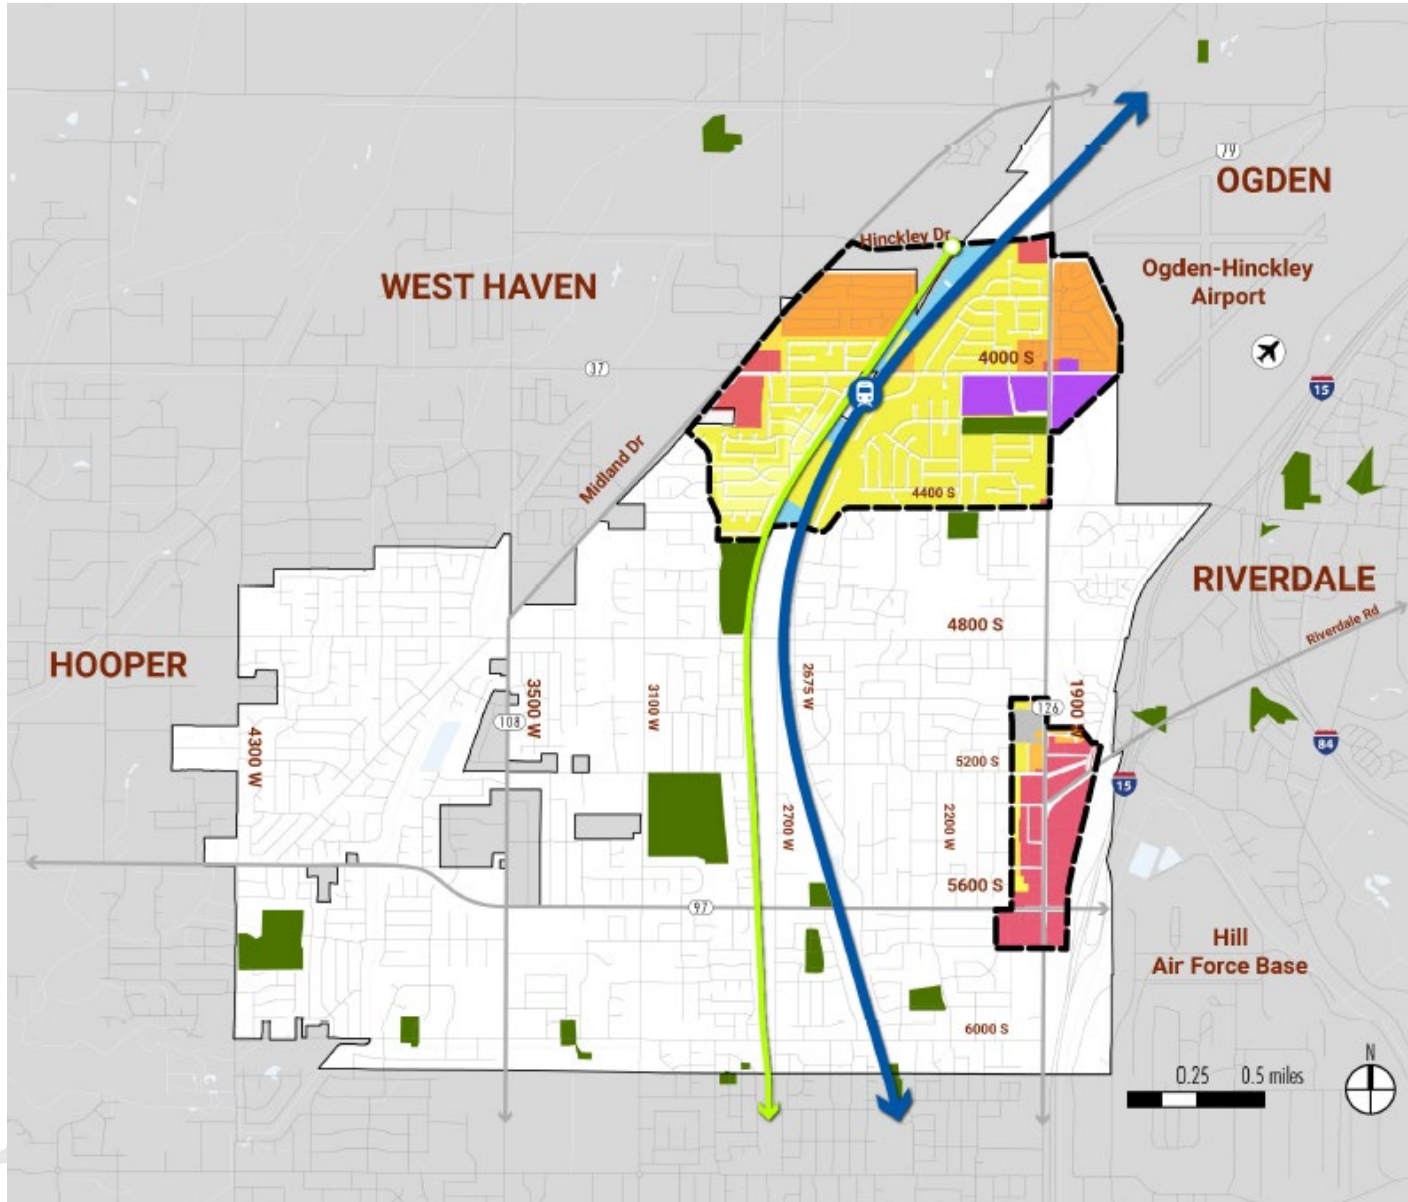 79
OGDEN
Hinckley Dr
WEST HAVEN
Ogden-Hinckley
Airport
4000 S
37
15
Midland Dr
4400 S
RIVERDALE
Riverdale Rd
4800 S
HOOPER
3500 W
3100 W
2675 W
1900 W
126
108
4300 W
84
5200 S
15
2700 W
2200 W
5600 S
97
Hill
Air Force Base
6000 S
N
0.25 0.5 miles